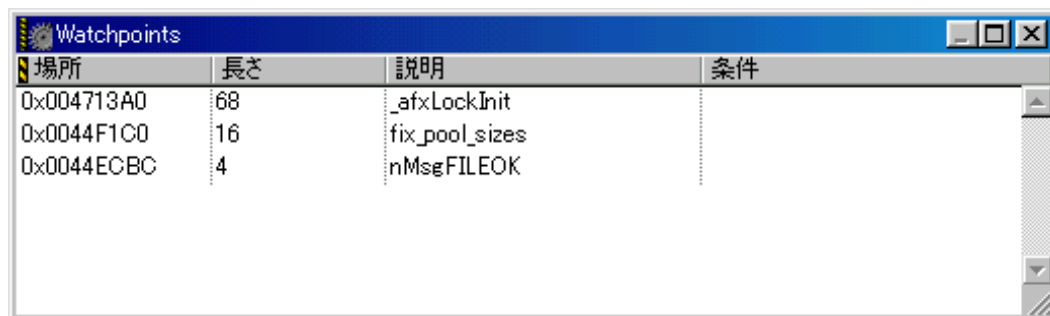 Watchpoints
場所 長さ 説明 条件
0x004713A0 68 _afxLockInit
0x0044F1C0 16 fix_pool_sizes
0x0044ECBC 4 nMsgFILEOK